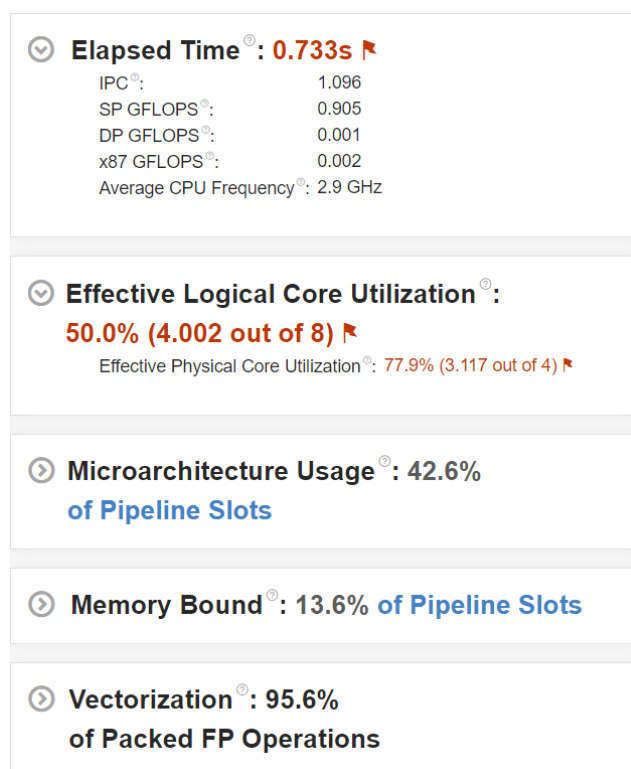 Elapsed Time: 0.733s
IPC: 1.096
SP GFLOPS: 0.905
DP GFLOPS: 0.001
x87 GFLOPS: 0.002
Average CPU Frequency: 2.9 GHz
Effective Logical Core Utilization:
50.0% (4.002 out of 8)
Effective Physical Core Utilization: 77.9% (3.117 out of 4)
Microarchitecture Usage: 42.6%
of Pipeline Slots
Memory Bound: 13.6% of Pipeline Slots
Vectorization: 95.6%
of Packed FP Operations